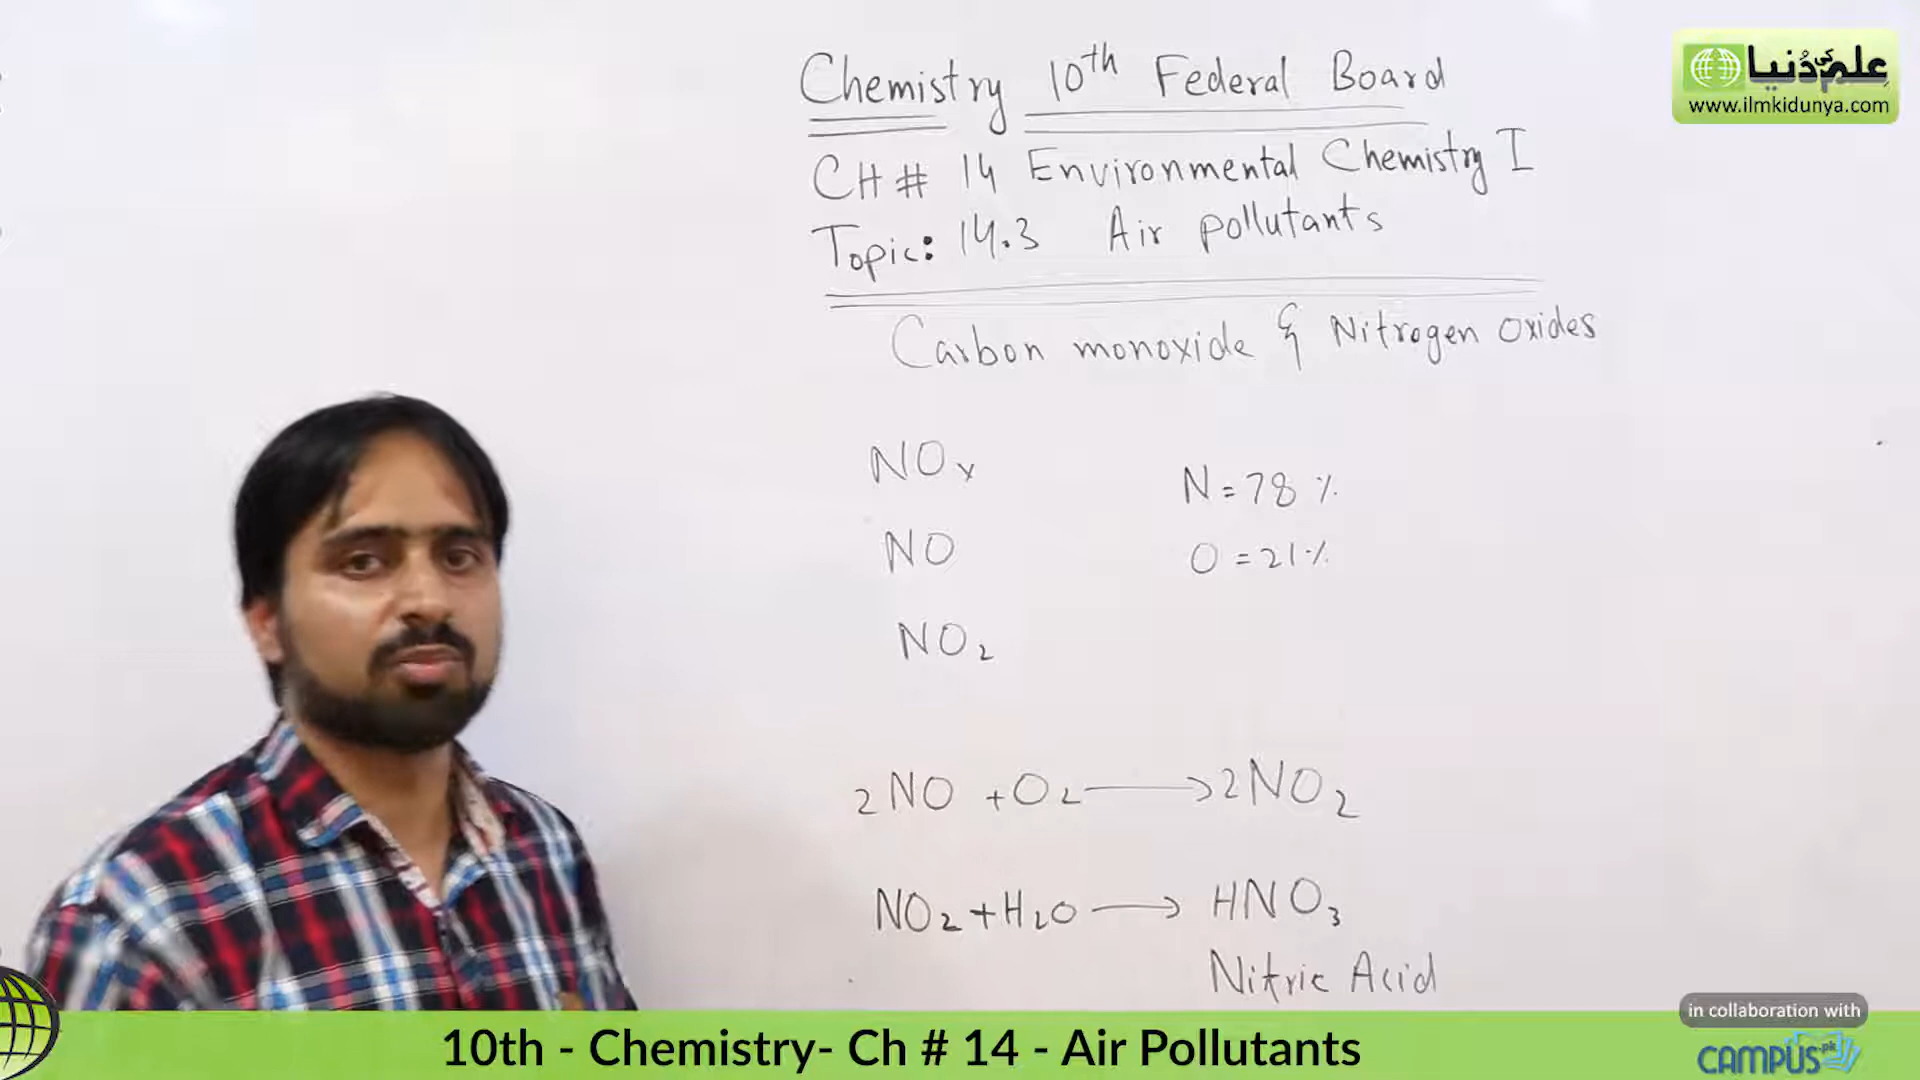 Chemistry 10th Federal Board
علم کی دُنیا
www.ilmkidunya.com
CH# 14 Environmental Chemistry I
Topic: 14.3 Air pollutants
Carbon monoxide & Nitrogen Oxides
NOx
N = 78 %
NO
O = 21 %
NO₂
2NO + O₂ → 2NO₂
NO₂ + H₂O → HNO₃
Nitric Acid
in collaboration with
10th - Chemistry- Ch # 14 - Air Pollutants
CAMPUS.pk